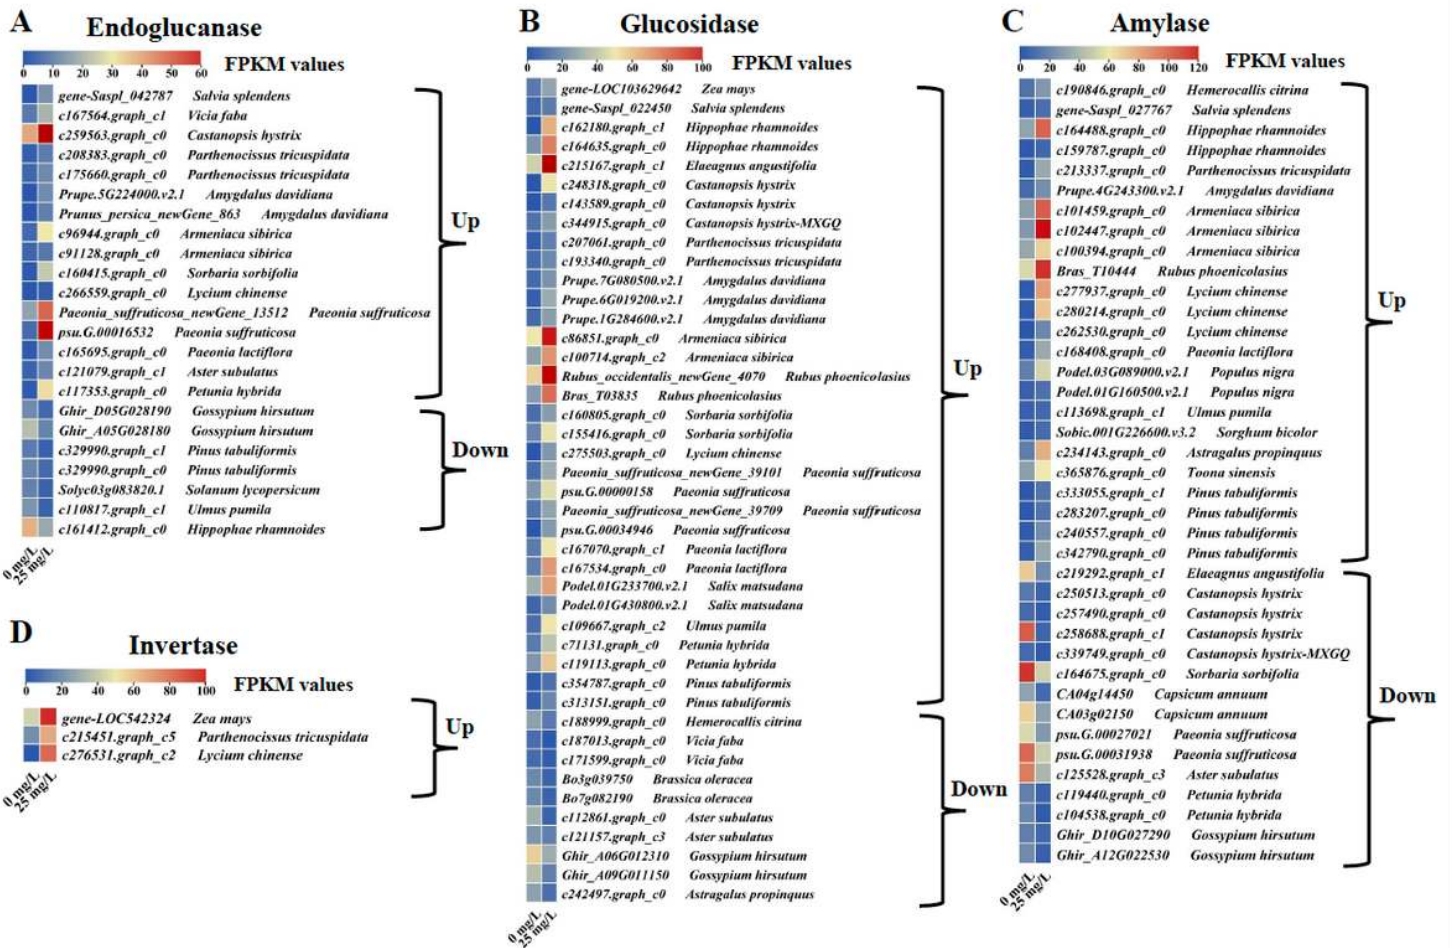 A
Endoglucanase
0 10 20 30 40 50 60
FPKM values
gene-Saspl_042787 Salvia splendens
c167564.graph_c1 Vicia faba
c259563.graph_c0 Castanopsis hystrix
c208383.graph_c0 Parthenocissus tricuspidata
c175660.graph_c0 Parthenocissus tricuspidata
Prupe.5G224000.v2.1 Amygdalus davidiana
Prunus_persica_newGene_863 Amygdalus davidiana
c96944.graph_c0 Armeniaca sibirica
c91128.graph_c0 Armeniaca sibirica
c160415.graph_c0 Sorbaria sorbifolia
c266559.graph_c0 Lycium chinense
Paeonia_suffruticosa_newGene_13512 Paeonia suffruticosa
psu.G.00016532 Paeonia suffruticosa
c165695.graph_c0 Paeonia lactiflora
c121079.graph_c1 Aster subulatus
c117353.graph_c0 Petunia hybrida
Up
Ghir_D05G028190 Gossypium hirsutum
Ghir_A05G028180 Gossypium hirsutum
c329990.graph_c1 Pinus tabuliformis
c329990.graph_c0 Pinus tabuliformis
Solyc03g083820.1 Solanum lycopersicum
c110817.graph_c1 Ulmus pumila
c161412.graph_c0 Hippophae rhamnoides
Down
0 mg/L
25 mg/L
B
Glucosidase
0 20 40 60 80 100
FPKM values
gene-LOC103629642 Zea mays
gene-Saspl_022450 Salvia splendens
c162180.graph_c1 Hippophae rhamnoides
c164635.graph_c0 Hippophae rhamnoides
c215167.graph_c1 Elaeagnus angustifolia
c248318.graph_c0 Castanopsis hystrix
c143589.graph_c0 Castanopsis hystrix
c344915.graph_c0 Castanopsis hystrix-MXGQ
c207061.graph_c0 Parthenocissus tricuspidata
c193340.graph_c0 Parthenocissus tricuspidata
Prupe.7G080500.v2.1 Amygdalus davidiana
Prupe.6G019200.v2.1 Amygdalus davidiana
Prupe.1G284600.v2.1 Amygdalus davidiana
c86851.graph_c0 Armeniaca sibirica
c100714.graph_c2 Armeniaca sibirica
Rubus_occidentalis_newGene_4070 Rubus phoenicolasius
Bras_T03835 Rubus phoenicolasius
c160805.graph_c0 Sorbaria sorbifolia
c155416.graph_c0 Sorbaria sorbifolia
c275503.graph_c0 Lycium chinense
Paeonia_suffruticosa_newGene_39101 Paeonia suffruticosa
psu.G.00000158 Paeonia suffruticosa
Paeonia_suffruticosa_newGene_39709 Paeonia suffruticosa
psu.G.00034946 Paeonia suffruticosa
c167070.graph_c1 Paeonia lactiflora
c167534.graph_c0 Paeonia lactiflora
Podel.01G233700.v2.1 Salix matsudana
Podel.01G430800.v2.1 Salix matsudana
c109667.graph_c2 Ulmus pumila
c71131.graph_c0 Petunia hybrida
c119113.graph_c0 Petunia hybrida
c354787.graph_c0 Pinus tabuliformis
c313151.graph_c0 Pinus tabuliformis
Up
c188999.graph_c0 Hemerocallis citrina
c187013.graph_c0 Vicia faba
c171599.graph_c0 Vicia faba
Bo3g039750 Brassica oleracea
Bo7g082190 Brassica oleracea
c112861.graph_c0 Aster subulatus
c121157.graph_c3 Aster subulatus
Ghir_A06G012310 Gossypium hirsutum
Ghir_A09G011150 Gossypium hirsutum
c242497.graph_c0 Astragalus propinquus
Down
0 mg/L
25 mg/L
C
Amylase
0 20 40 60 80 100 120
FPKM values
c190846.graph_c0 Hemerocallis citrina
gene-Saspl_027767 Salvia splendens
c164488.graph_c0 Hippophae rhamnoides
c159787.graph_c0 Hippophae rhamnoides
c213337.graph_c0 Parthenocissus tricuspidata
Prupe.4G243300.v2.1 Amygdalus davidiana
c101459.graph_c0 Armeniaca sibirica
c102447.graph_c0 Armeniaca sibirica
c100394.graph_c0 Armeniaca sibirica
Bras_T10444 Rubus phoenicolasius
c277937.graph_c0 Lycium chinense
c280214.graph_c0 Lycium chinense
c262530.graph_c0 Lycium chinense
c168408.graph_c0 Paeonia lactiflora
Podel.03G089000.v2.1 Populus nigra
Podel.01G160500.v2.1 Populus nigra
c113698.graph_c1 Ulmus pumila
Sobic.001G226600.v3.2 Sorghum bicolor
c234143.graph_c0 Astragalus propinquus
c365876.graph_c0 Toona sinensis
c333055.graph_c1 Pinus tabuliformis
c283207.graph_c0 Pinus tabuliformis
c240557.graph_c0 Pinus tabuliformis
c342790.graph_c0 Pinus tabuliformis
Up
c219292.graph_c1 Elaeagnus angustifolia
c250513.graph_c0 Castanopsis hystrix
c257490.graph_c0 Castanopsis hystrix
c258688.graph_c1 Castanopsis hystrix
c339749.graph_c0 Castanopsis hystrix-MXGQ
c164675.graph_c0 Sorbaria sorbifolia
CA04g14450 Capsicum annuum
CA03g02150 Capsicum annuum
psu.G.00027021 Paeonia suffruticosa
psu.G.00031938 Paeonia suffruticosa
c125528.graph_c3 Aster subulatus
c119440.graph_c0 Petunia hybrida
c104538.graph_c0 Petunia hybrida
Ghir_D10G027290 Gossypium hirsutum
Ghir_A12G022530 Gossypium hirsutum
Down
0 mg/L
25 mg/L
D
Invertase
0 20 40 60 80 100
FPKM values
gene-LOC542324 Zea mays
c215451.graph_c5 Parthenocissus tricuspidata
c276531.graph_c2 Lycium chinense
Up
0 mg/L
25 mg/L